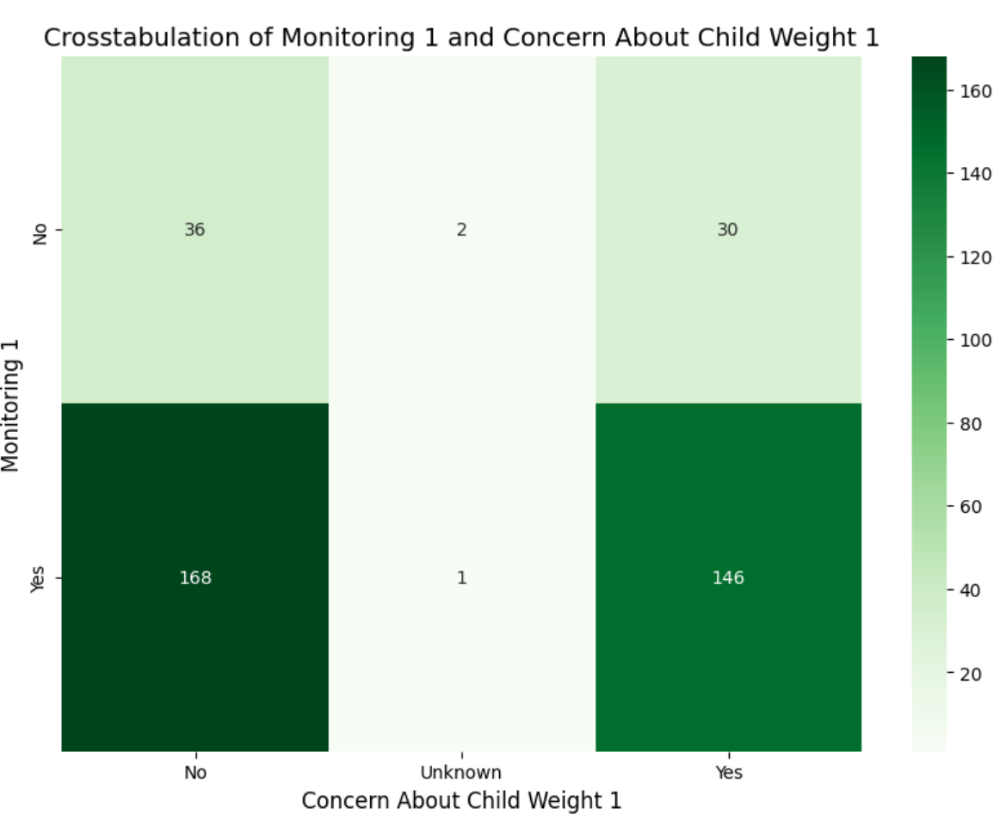 Crosstabulation of Monitoring 1 and Concern About Child Weight 1
Monitoring 1
No
36 2 30
Yes
168 1 146
No Unknown Yes
Concern About Child Weight 1
160
140
120
100
80
60
40
20